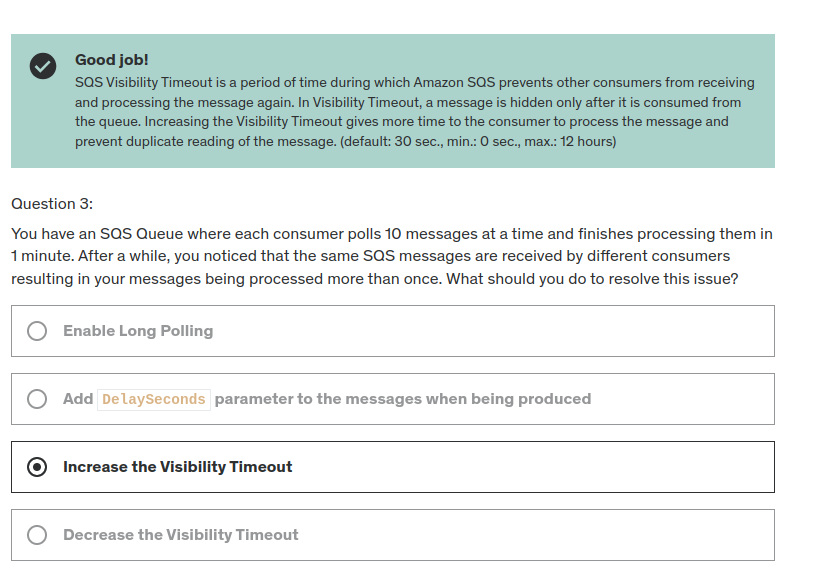 Good job!
SQS Visibility Timeout is a period of time during which Amazon SQS prevents other consumers from receiving
and processing the message again. In Visibility Timeout, a message is hidden only after it is consumed from
the queue. Increasing the Visibility Timeout gives more time to the consumer to process the message and
prevent duplicate reading of the message. (default: 30 sec., min.: 0 sec., max.: 12 hours)
Question 3:
You have an SQS Queue where each consumer polls 10 messages at a time and finishes processing them in
1 minute. After a while, you noticed that the same SQS messages are received by different consumers
resulting in your messages being processed more than once. What should you do to resolve this issue?
Enable Long Polling
Add DelaySeconds parameter to the messages when being produced
Increase the Visibility Timeout
Decrease the Visibility Timeout